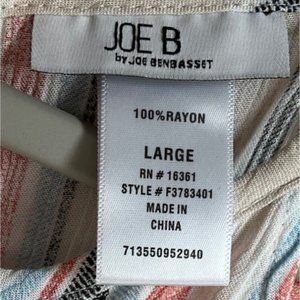 JOE B
by JOE BENBASSET
100% RAYON
LARGE
RN # 16361
STYLE # F3783401
MADE IN
CHINA
713550952940